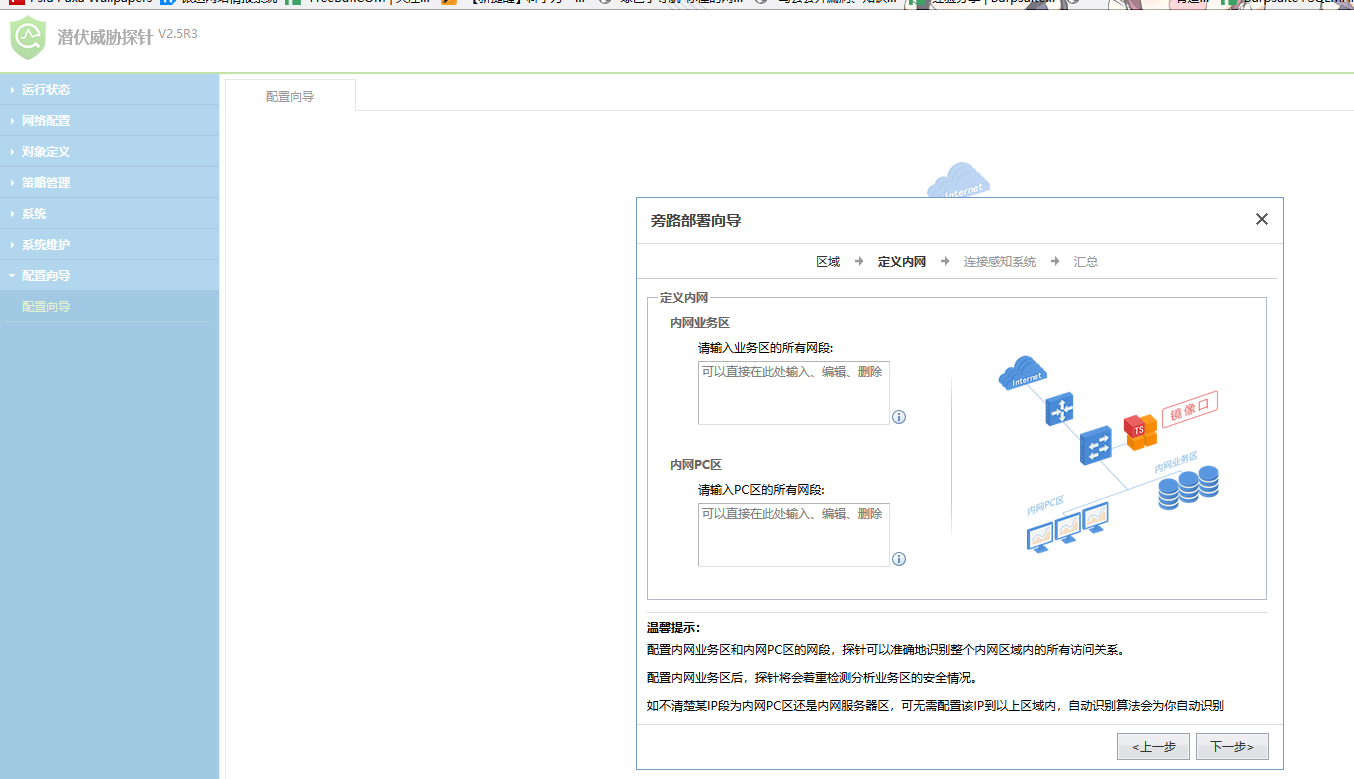 潜伏威胁探针 V2.5R3
运行状态
网络配置
对象定义
策略管理
系统
系统维护
配置向导
配置向导
配置向导
Internet
旁路部署向导
区域 定义内网 连接感知系统 汇总
定义内网
内网业务区
请输入业务区的所有网段:
可以直接在此处输入、编辑、删除
内网PC区
请输入PC区的所有网段:
可以直接在此处输入、编辑、删除
Internet
镜像口
TS
内网业务区
内网PC区
温馨提示：
配置内网业务区和内网PC区的网段，探针可以准确地识别整个内网区域内的所有访问关系。
配置内网业务区后，探针将会着重检测分析业务区的安全情况。
如不清楚某IP段为内网PC区还是内网服务器区，可无需配置该IP到以上区域内，自动识别算法会为你自动识别
<上一步 下一步>